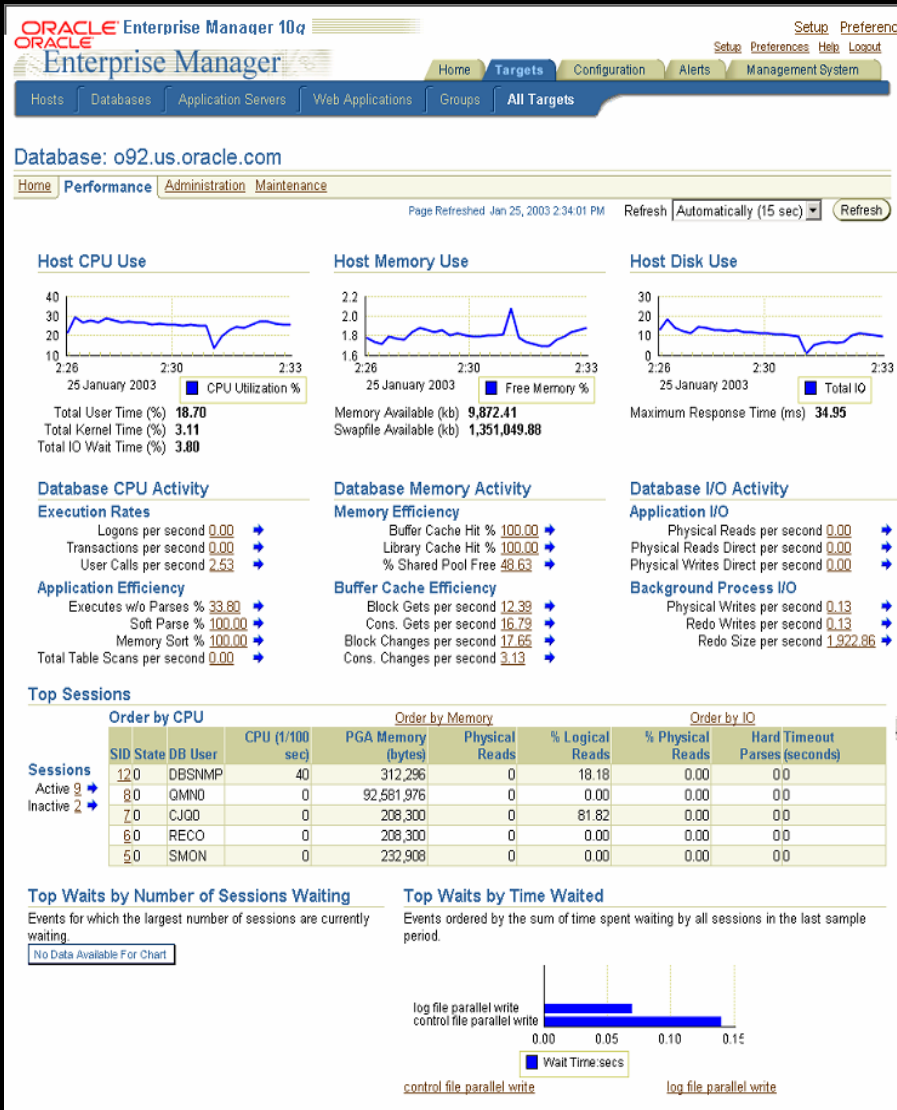 ORACLE Enterprise Manager 10g
Setup Preferenc
ORACLE
Enterprise Manager
Setup Preferences Help Logout
Home Targets Configuration Alerts Management System
Hosts Databases Application Servers Web Applications Groups All Targets
Database: o92.us.oracle.com
Home Performance Administration Maintenance
Page Refreshed Jan 25, 2003 2:34:01 PM Refresh Automatically (15 sec) Refresh
Host CPU Use
40
30
20
10
2:26 2:30 2:33
25 January 2003 CPU Utilization %
Total User Time (%) 18.70
Total Kernel Time (%) 3.11
Total IO Wait Time (%) 3.80
Host Memory Use
2.2
2.0
1.8
1.6
2:26 2:30 2:33
25 January 2003 Free Memory %
Memory Available (kb) 9,872.41
Swapfile Available (kb) 1,351,049.88
Host Disk Use
30
20
10
0
2:26 2:30 2:33
25 January 2003 Total IO
Maximum Response Time (ms) 34.95
Database CPU Activity
Execution Rates
Logons per second 0.00
Transactions per second 0.00
User Calls per second 2.53
Application Efficiency
Executes w/o Parses % 33.80
Soft Parse % 100.00
Memory Sort % 100.00
Total Table Scans per second 0.00
Database Memory Activity
Memory Efficiency
Buffer Cache Hit % 100.00
Library Cache Hit % 100.00
% Shared Pool Free 48.63
Buffer Cache Efficiency
Block Gets per second 12.39
Cons. Gets per second 16.79
Block Changes per second 17.65
Cons. Changes per second 3.13
Database I/O Activity
Application I/O
Physical Reads per second 0.00
Physical Reads Direct per second 0.00
Physical Writes Direct per second 0.00
Background Process I/O
Physical Writes per second 0.13
Redo Writes per second 0.13
Redo Size per second 1,922.86
Top Sessions
Order by CPU Order by Memory Order by IO
SID State DB User CPU (1/100 sec) PGA Memory (bytes) Physical Reads % Logical Reads % Physical Reads Hard Parses Timeout (seconds)
Sessions
Active 9
Inactive 2
12 0 DBSNMP 40 312,296 0 18.18 0.00 0 0
8 0 QMN0 0 92,581,976 0 0.00 0.00 0 0
7 0 CJQ0 0 208,300 0 81.82 0.00 0 0
6 0 RECO 0 208,300 0 0.00 0.00 0 0
5 0 SMON 0 232,908 0 0.00 0.00 0 0
Top Waits by Number of Sessions Waiting
Events for which the largest number of sessions are currently
waiting.
No Data Available For Chart
Top Waits by Time Waited
Events ordered by the sum of time spent waiting by all sessions in the last sample
period.
log file parallel write
control file parallel write
0.00 0.05 0.10 0.15
Wait Time:secs
control file parallel write log file parallel write